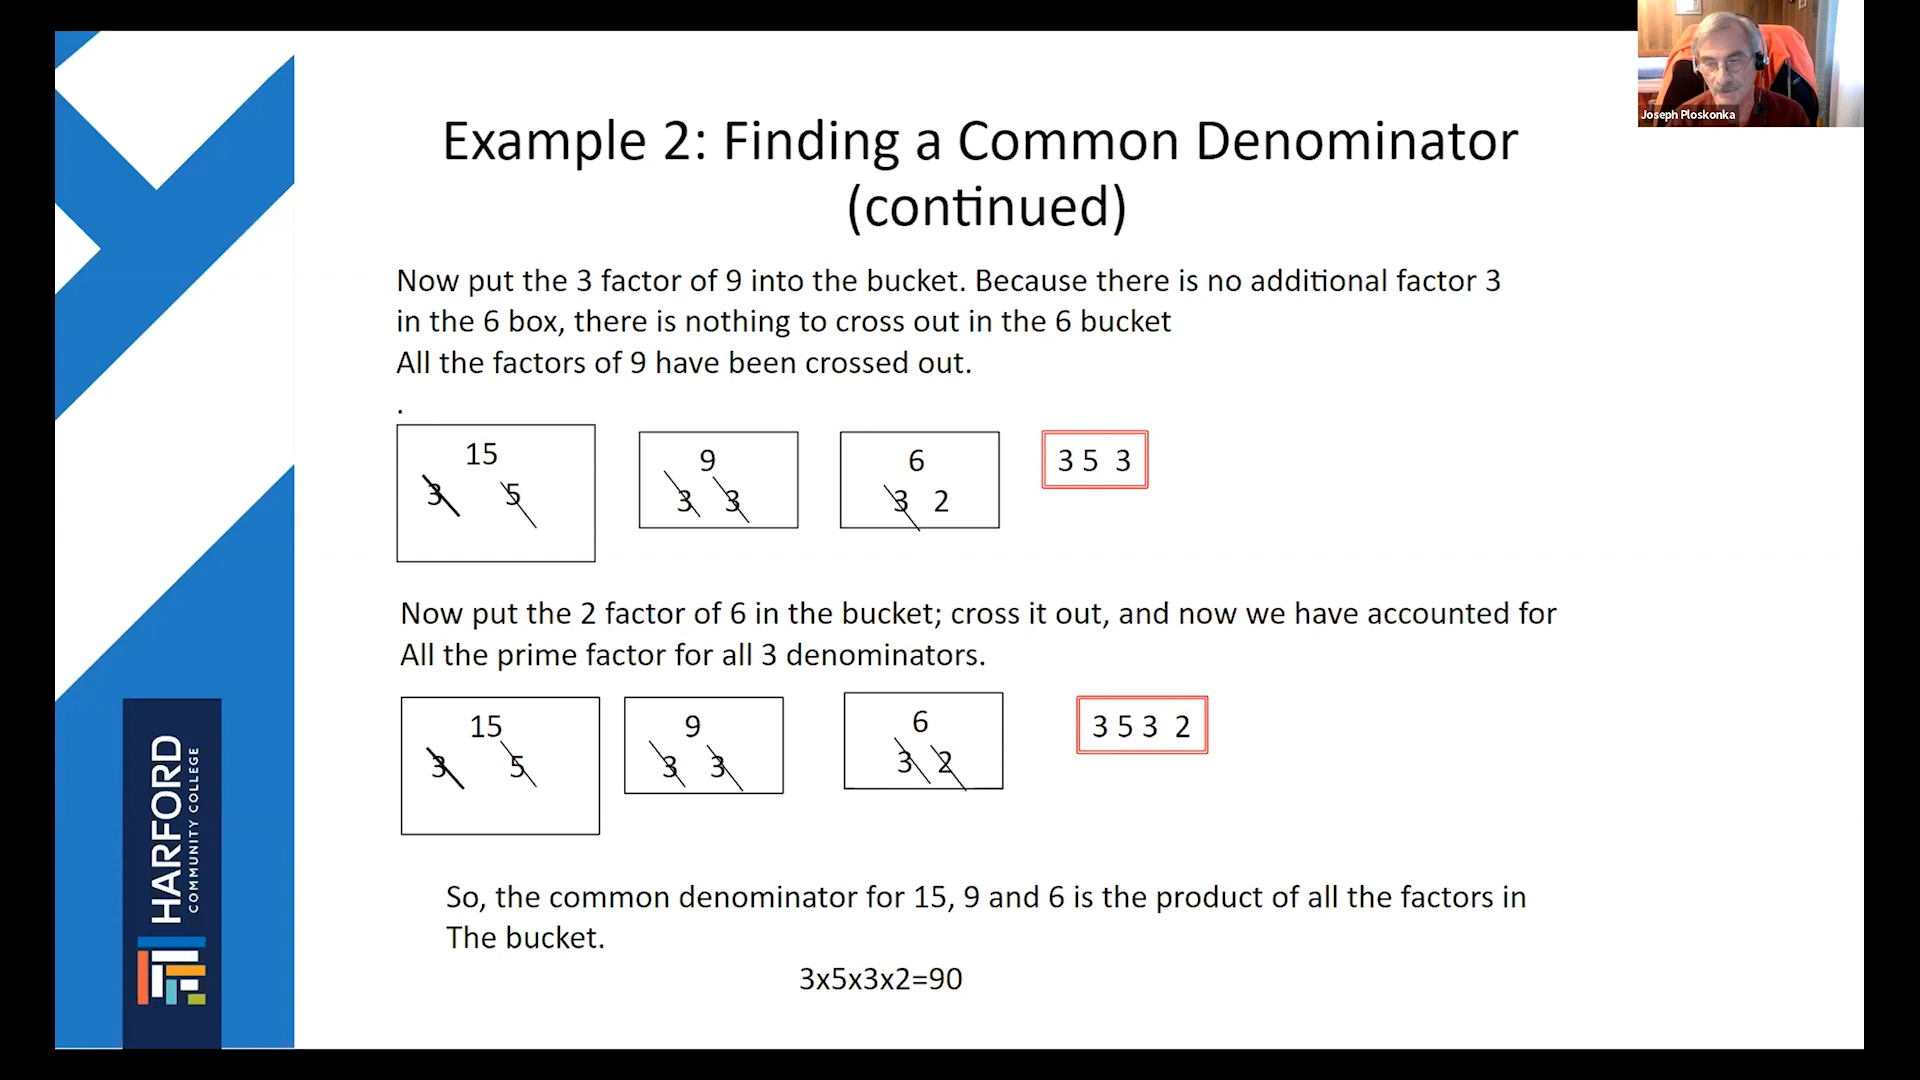 Joseph Ploskonka
Example 2: Finding a Common Denominator
(continued)
Now put the 3 factor of 9 into the bucket. Because there is no additional factor 3
in the 6 box, there is nothing to cross out in the 6 bucket
All the factors of 9 have been crossed out.
.
15
3 5
9
3 3
6
3 2
3 5 3
Now put the 2 factor of 6 in the bucket; cross it out, and now we have accounted for
All the prime factor for all 3 denominators.
15
3 5
9
3 3
6
3 2
3 5 3 2
So, the common denominator for 15, 9 and 6 is the product of all the factors in
The bucket.
3x5x3x2=90
HARFORD
COMMUNITY COLLEGE